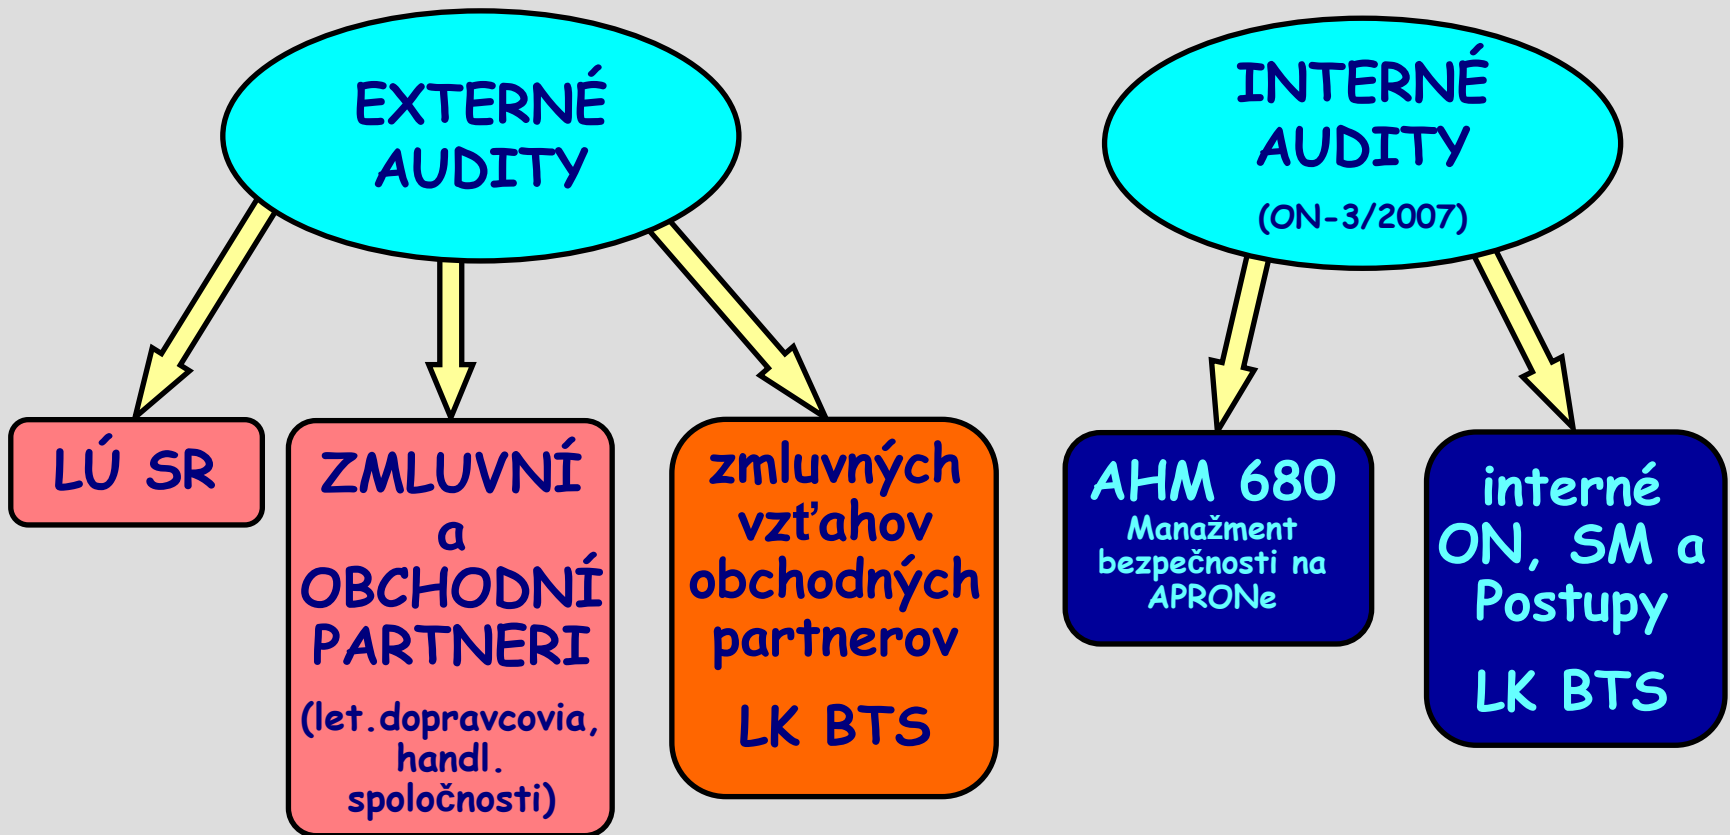 EXTERNÉ
AUDITY
INTERNÉ
AUDITY
(ON-3/2007)
LÚ SR
ZMLUVNÍ
a
OBCHODNÍ
PARTNERI
(let.dopravcovia,
handl.
spoločnosti)
zmluvných
vzťahov
obchodných
partnerov
LK BTS
AHM 680
Manažment
bezpečnosti na
APRONe
interné
ON, SM a
Postupy
LK BTS